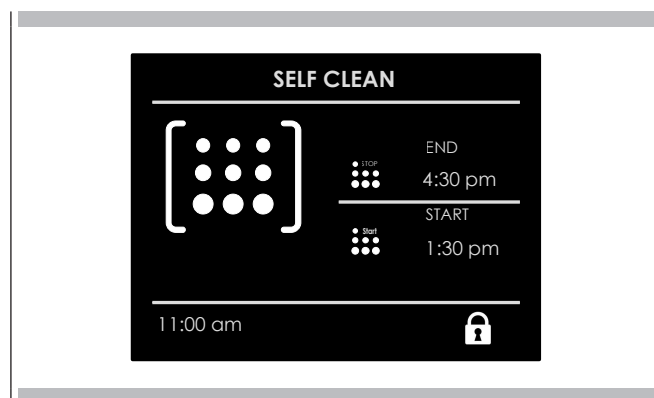 SELF CLEAN
END
STOP
4:30 pm
START
Start
1:30 pm
11:00 am